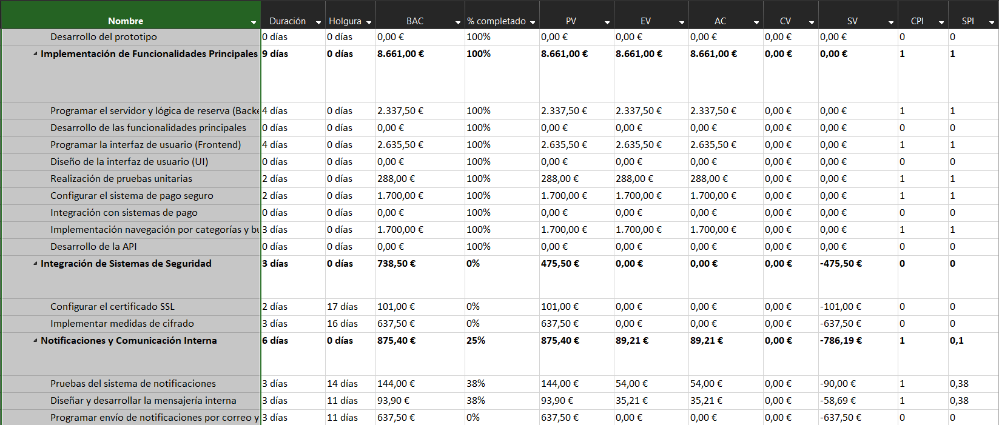 Nombre Duración Holgura BAC % completado PV EV AC CV SV CPI SPI
Desarrollo del prototipo 0 días 0 días 0,00 € 100% 0,00 € 0,00 € 0,00 € 0,00 € 0,00 € 0 0
Implementación de Funcionalidades Principales 9 días 0 días 8.661,00 € 100% 8.661,00 € 8.661,00 € 8.661,00 € 0,00 € 0,00 € 1 1
Programar el servidor y lógica de reserva (Backe 4 días 0 días 2.337,50 € 100% 2.337,50 € 2.337,50 € 2.337,50 € 0,00 € 0,00 € 1 1
Desarrollo de las funcionalidades principales 0 días 0 días 0,00 € 100% 0,00 € 0,00 € 0,00 € 0,00 € 0,00 € 0 0
Programar la interfaz de usuario (Frontend) 4 días 0 días 2.635,50 € 100% 2.635,50 € 2.635,50 € 2.635,50 € 0,00 € 0,00 € 1 1
Diseño de la interfaz de usuario (UI) 0 días 0 días 0,00 € 100% 0,00 € 0,00 € 0,00 € 0,00 € 0,00 € 0 0
Realización de pruebas unitarias 2 días 0 días 288,00 € 100% 288,00 € 288,00 € 288,00 € 0,00 € 0,00 € 1 1
Configurar el sistema de pago seguro 2 días 0 días 1.700,00 € 100% 1.700,00 € 1.700,00 € 1.700,00 € 0,00 € 0,00 € 1 1
Integración con sistemas de pago 0 días 0 días 0,00 € 100% 0,00 € 0,00 € 0,00 € 0,00 € 0,00 € 0 0
Implementación navegación por categorías y bu 3 días 0 días 1.700,00 € 100% 1.700,00 € 1.700,00 € 1.700,00 € 0,00 € 0,00 € 1 1
Desarrollo de la API 0 días 0 días 0,00 € 100% 0,00 € 0,00 € 0,00 € 0,00 € 0,00 € 0 0
Integración de Sistemas de Seguridad 3 días 0 días 738,50 € 0% 475,50 € 0,00 € 0,00 € 0,00 € -475,50 € 0 0
Configurar el certificado SSL 2 días 17 días 101,00 € 0% 101,00 € 0,00 € 0,00 € 0,00 € -101,00 € 0 0
Implementar medidas de cifrado 3 días 16 días 637,50 € 0% 637,50 € 0,00 € 0,00 € 0,00 € -637,50 € 0 0
Notificaciones y Comunicación Interna 6 días 0 días 875,40 € 25% 875,40 € 89,21 € 89,21 € 0,00 € -786,19 € 1 0,1
Pruebas del sistema de notificaciones 3 días 14 días 144,00 € 38% 144,00 € 54,00 € 54,00 € 0,00 € -90,00 € 1 0,38
Diseñar y desarrollar la mensajería interna 3 días 11 días 93,90 € 38% 93,90 € 35,21 € 35,21 € 0,00 € -58,69 € 1 0,38
Programar envío de notificaciones por correo y 3 días 11 días 637,50 € 0% 637,50 € 0,00 € 0,00 € 0,00 € -637,50 € 0 0